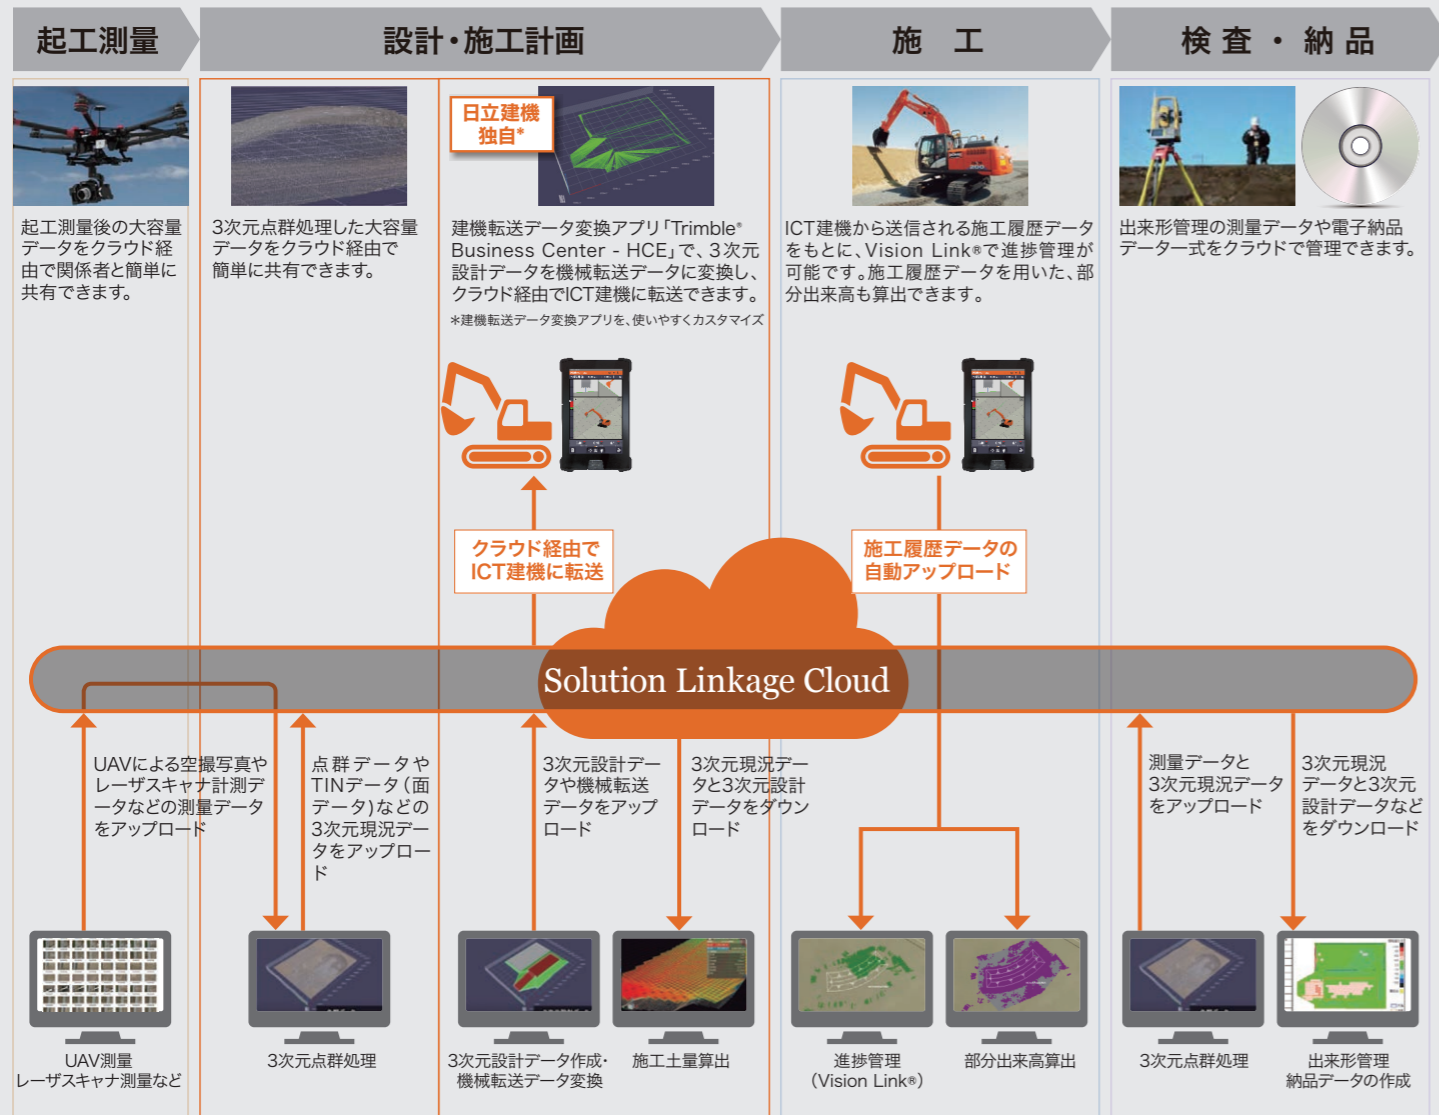 起工測量
設計・施工計画
施 工
検 査 ・ 納 品
起工測量後の大容量
データをクラウド経
由で関係者と簡単に
共有できます。
3次元点群処理した大容量
データをクラウド経由で
簡単に共有できます。
日立建機
独自*
建機転送データ変換アプリ「Trimble®
Business Center - HCE」で、3次元
設計データを機械転送データに変換し、
クラウド経由でICT建機に転送できます。
*建機転送データ変換アプリを、使いやすくカスタマイズ
ICT建機から送信される施工履歴データ
をもとに、Vision Link®で進捗管理が
可能です。施工履歴データを用いた、部
分出来高も算出できます。
出来形管理の測量データや電子納品
データ一式をクラウドで管理できます。
クラウド経由で
ICT建機に転送
施工履歴データの
自動アップロード
Solution Linkage Cloud
UAVによる空撮写真や
レーザスキャナ計測デ
ータなどの測量データ
をアップロード
点群データや
TINデータ(面
データ)などの
3次元現況デー
タをアップロー
ド
3次元設計デー
タや機械転送
データをアップ
ロード
3次元現況デー
タと3次元設計
データをダウン
ロード
測量データと
3次元現況データ
をアップロード
3次元現況
データと3次元
設計データなど
をダウンロード
UAV測量
レーザスキャナ測量など
3次元点群処理
3次元設計データ作成・
機械転送データ変換
施工土量算出
進捗管理
(Vision Link®)
部分出来高算出
3次元点群処理
出来形管理
納品データの作成